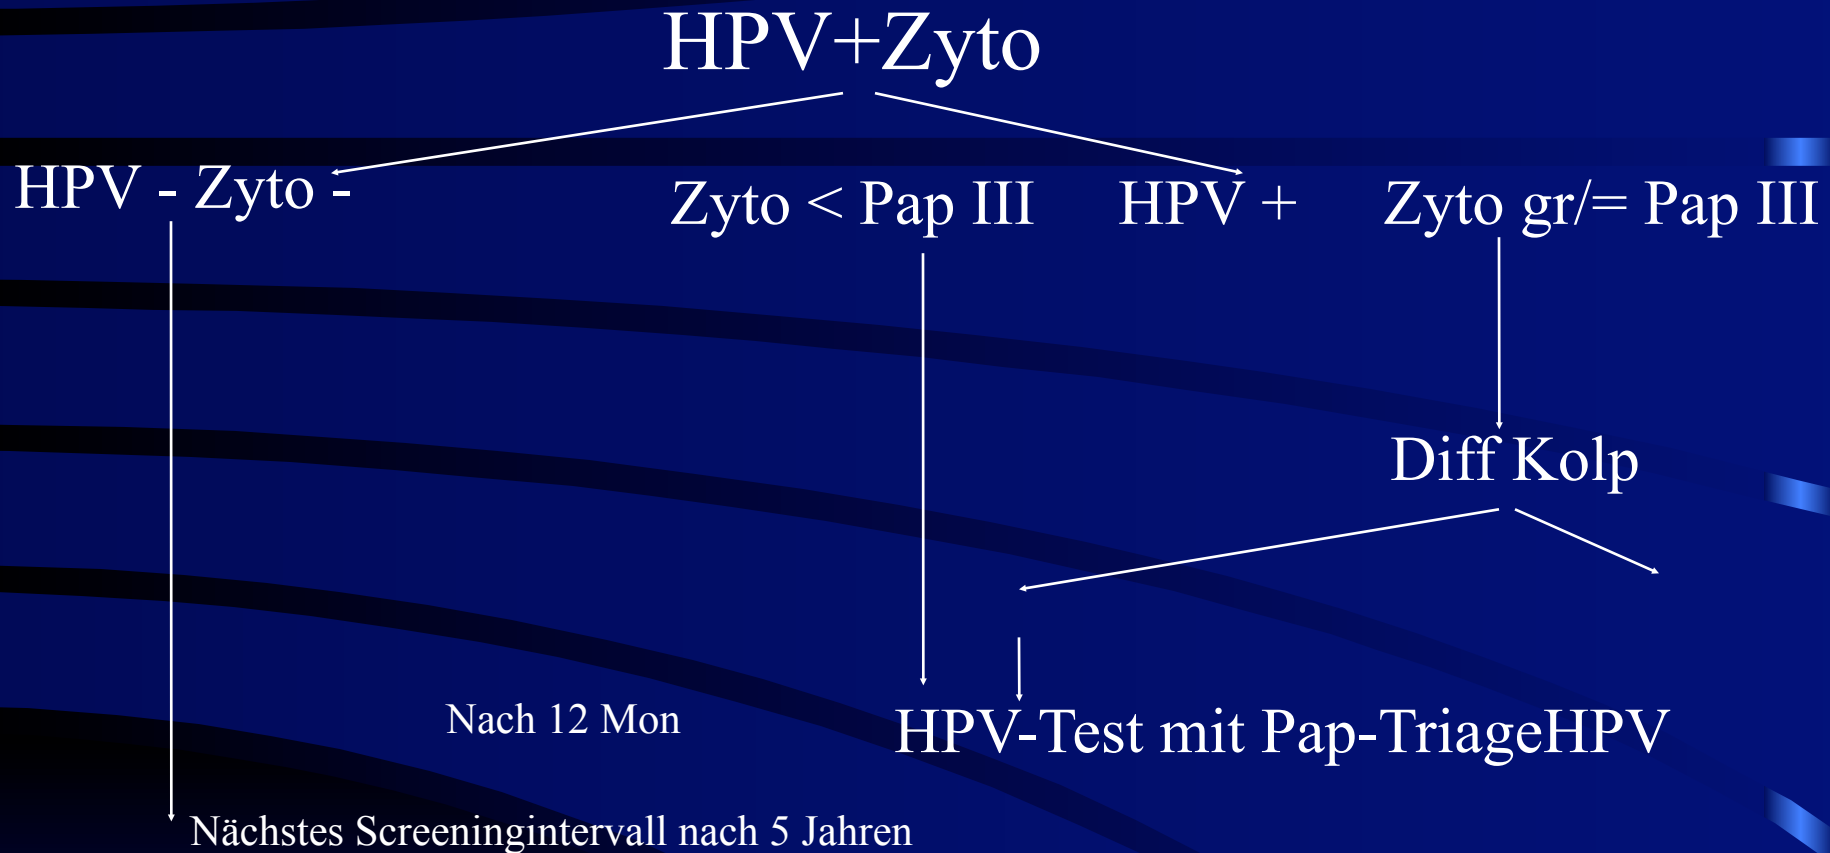 HPV+Zyto
HPV - Zyto -
Zyto < Pap III
HPV +
Zyto gr/= Pap III
Diff Kolp
Nach 12 Mon
HPV-Test mit Pap-TriageHPV
Nächstes Screeningintervall nach 5 Jahren